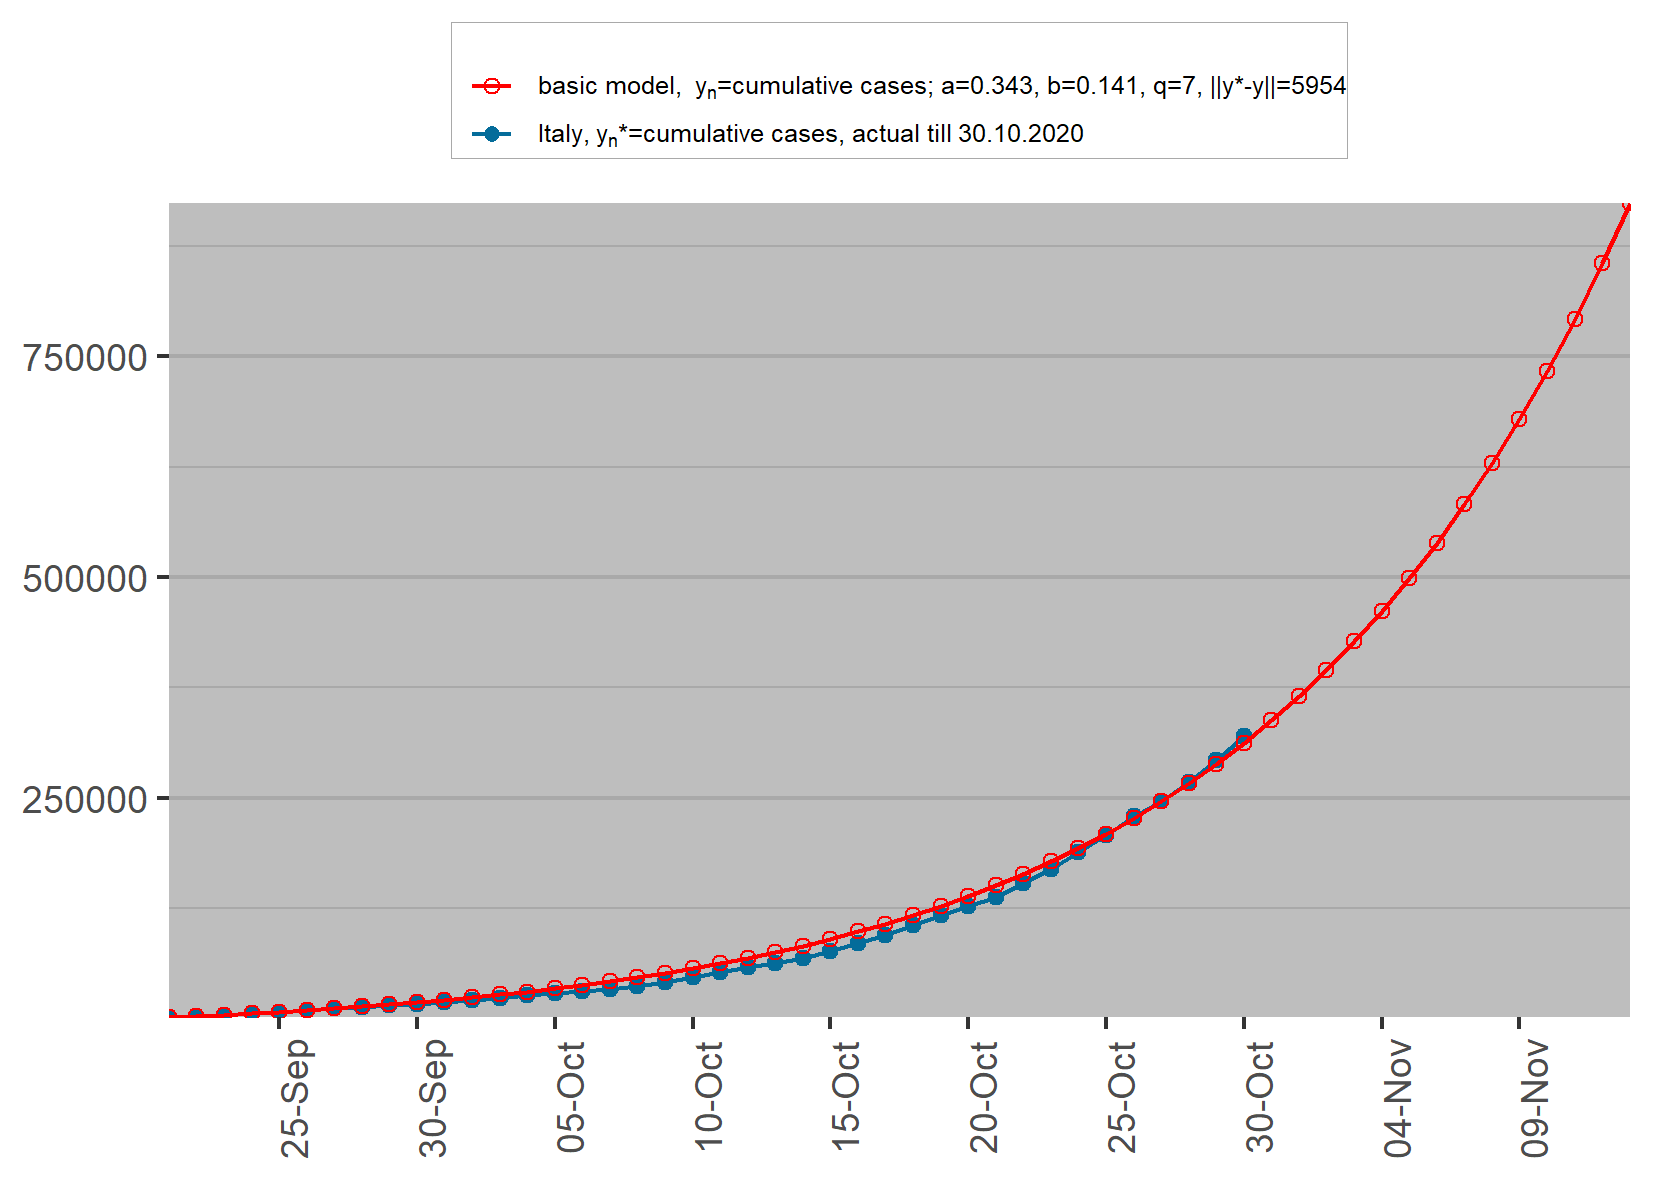 basic model,  yn=cumulative cases; a=0.343, b=0.141, q=7, ||y*-y||=5954
Italy, yn*=cumulative cases, actual till 30.10.2020
750000
500000
250000
25-Sep
30-Sep
05-Oct
10-Oct
15-Oct
20-Oct
25-Oct
30-Oct
04-Nov
09-Nov